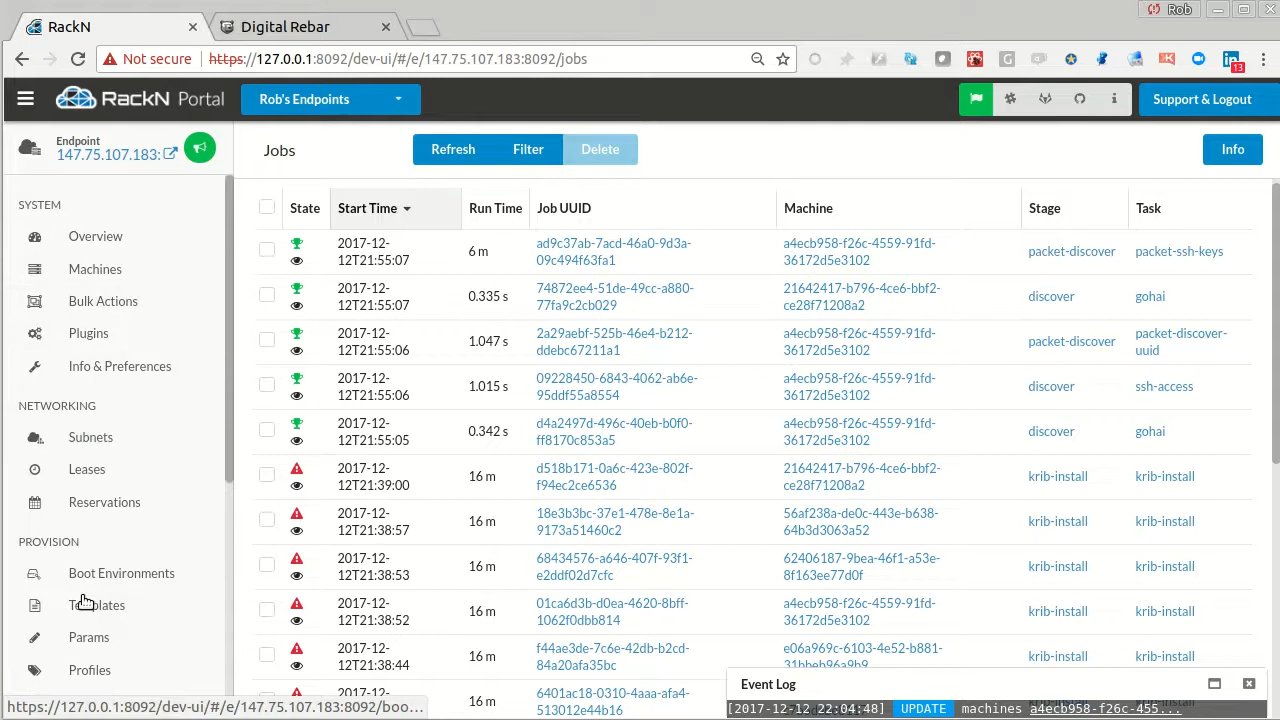 RackN
Digital Rebar
Rob
Not secure
https://127.0.0.1:8092/dev-ui/#/e/147.75.107.183:8092/jobs
13
RackN Portal
Rob's Endpoints
Support & Logout
Endpoint
147.75.107.183:
Jobs
Refresh
Filter
Delete
Info
SYSTEM
Overview
Machines
Bulk Actions
Plugins
Info & Preferences
NETWORKING
Subnets
Leases
Reservations
PROVISION
Boot Environments
Templates
Params
Profiles
State Start Time Run Time Job UUID Machine Stage Task
2017-12- ad9c37ab-7acd-46a0-9d3a- a4ecb958-f26c-4559-91fd-
12T21:55:07 6 m 09c494f63fa1 36172d5e3102 packet-discover packet-ssh-keys
2017-12- 74872ee4-51de-49cc-a880- 21642417-b796-4ce6-bbf2-
12T21:55:07 0.335 s 77fa9c2cb029 ce28f71208a2 discover gohai
2017-12- 2a29aebf-525b-46e4-b212- a4ecb958-f26c-4559-91fd- packet-discover-
12T21:55:06 1.047 s ddebc67211a1 36172d5e3102 packet-discover uuid
2017-12- 09228450-6843-4062-ab6e- a4ecb958-f26c-4559-91fd-
12T21:55:06 1.015 s 95ddf55a8554 36172d5e3102 discover ssh-access
2017-12- d4a2497d-496c-40eb-b0f0- a4ecb958-f26c-4559-91fd-
12T21:55:05 0.342 s ff8170c853a5 36172d5e3102 discover gohai
2017-12- d518b171-0a6c-423e-802f- 21642417-b796-4ce6-bbf2-
12T21:39:00 16 m f94ec2ce6536 ce28f71208a2 krib-install krib-install
2017-12- 18e3b3bc-37e1-478e-8e1a- 56af238a-de0c-443e-b638-
12T21:38:57 16 m 9173a51460c2 64b3d3063a52 krib-install krib-install
2017-12- 68434576-a646-407f-93f1- 62406187-9bea-46f1-a53e-
12T21:38:53 16 m e2ddf02d7cfc 8f163ee77d0f krib-install krib-install
2017-12- 01ca6d3b-d0ea-4620-8bff- a4ecb958-f26c-4559-91fd-
12T21:38:52 16 m 1062f0dbb814 36172d5e3102 krib-install krib-install
2017-12- f44ae3de-7c6e-42db-b2cd- e06a969c-6103-4e52-b881-
12T21:38:44 16 m 84a20afa35bc 31bbeb96a9b9 krib-install krib-install
2017-12- 6401ac18-0310-4aaa-afa4-
16 m 513012e44b16
Event Log
[2017-12-12 22:04:48] UPDATE machines a4ecb958-f26c-455...
https://127.0.0.1:8092/dev-ui/#/e/147.75.107.183:8092/boo...